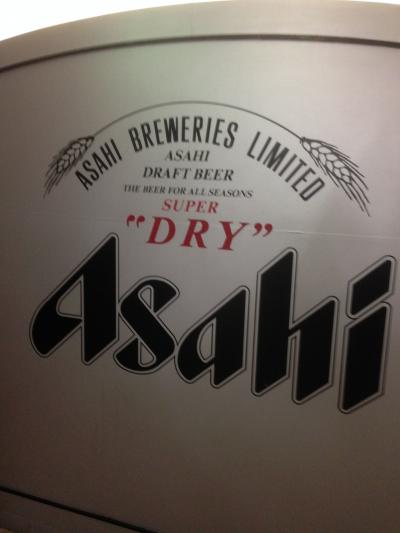 ASAHI BREWERIES LIMITED
ASAHI
DRAFT BEER
THE BEER FOR ALL SEASONS
SUPER
"DRY"
Asahi